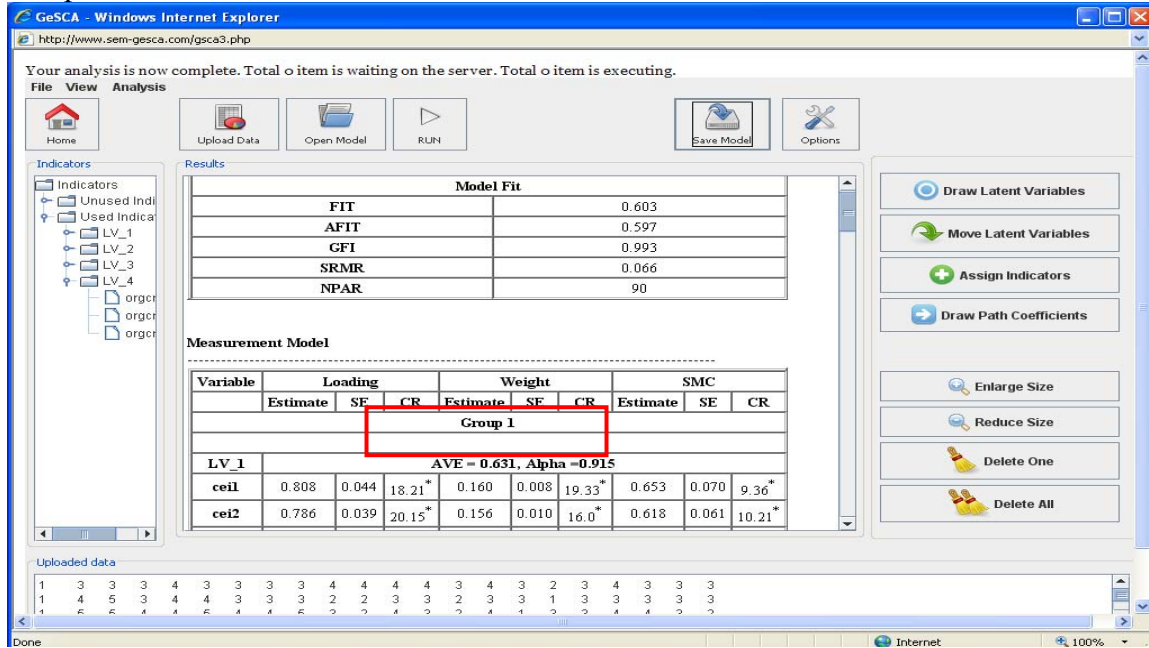 GeSCA - Windows Internet Explorer
http://www.sem-gesca.com/gsca3.php
Your analysis is now complete. Total 0 item is waiting on the server. Total 0 item is executing.
File View Analysis
Home
Upload Data
Open Model
RUN
Save Model
Options
Indicators
Indicators
Unused Indi
Used Indica
LV_1
LV_2
LV_3
LV_4
orgcr
orgcr
orgcr
Results
Model Fit
FIT 0.603
AFIT 0.597
GFI 0.993
SRMR 0.066
NPAR 90
Measurement Model
Variable Loading Weight SMC
Estimate SE CR Estimate SE CR Estimate SE CR
Group 1
LV_1 AVE = 0.631, Alpha =0.915
cei1 0.808 0.044 18.21* 0.160 0.008 19.33* 0.653 0.070 9.36*
cei2 0.786 0.039 20.15* 0.156 0.010 16.0* 0.618 0.061 10.21*
Draw Latent Variables
Move Latent Variables
Assign Indicators
Draw Path Coefficients
Enlarge Size
Reduce Size
Delete One
Delete All
Uploaded data
1 3 3 3 4 3 3 3 3 4 4 4 4 3 4 3 2 3 4 3 3 3
1 4 5 3 4 4 3 3 3 2 2 3 3 2 3 3 1 3 3 3 3 3
Done
Internet
100%